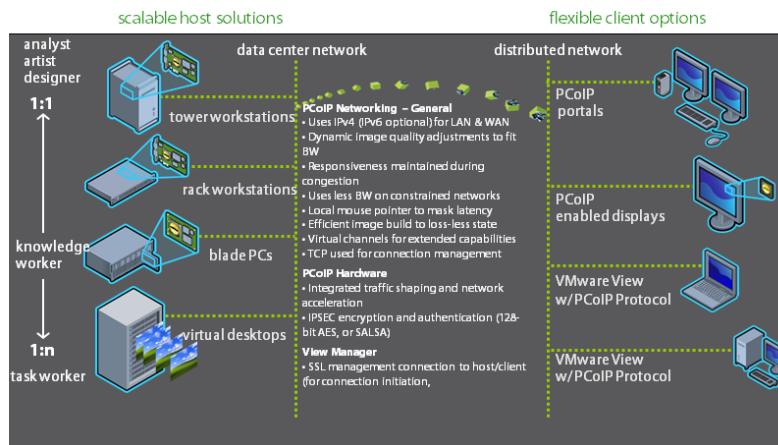 scalable host solutions
flexible client options
analyst
artist
designer
1:1
knowledge
worker
1:n
task worker
data center network
distributed network
tower workstations
rack workstations
blade PCs
virtual desktops
PCoIP Networking – General
• Uses IPv4 (IPv6 optional) for LAN & WAN
• Dynamic image quality adjustments to fit
BW
• Responsiveness maintained during
congestion
• Uses less BW on constrained networks
• Local mouse pointer to mask latency
• Efficient image build to loss-less state
• Virtual channels for extended capabilities
• TCP used for connection management
PCoIP Hardware
• Integrated traffic shaping and network
acceleration
• IPSEC encryption and authentication (128-
bit AES, or SALSA)
View Manager
• SSL management connection to host/client
(for connection initiation,
PCoIP
portals
PCoIP
enabled displays
VMware View
w/PCoIP Protocol
VMware View
w/PCoIP Protocol